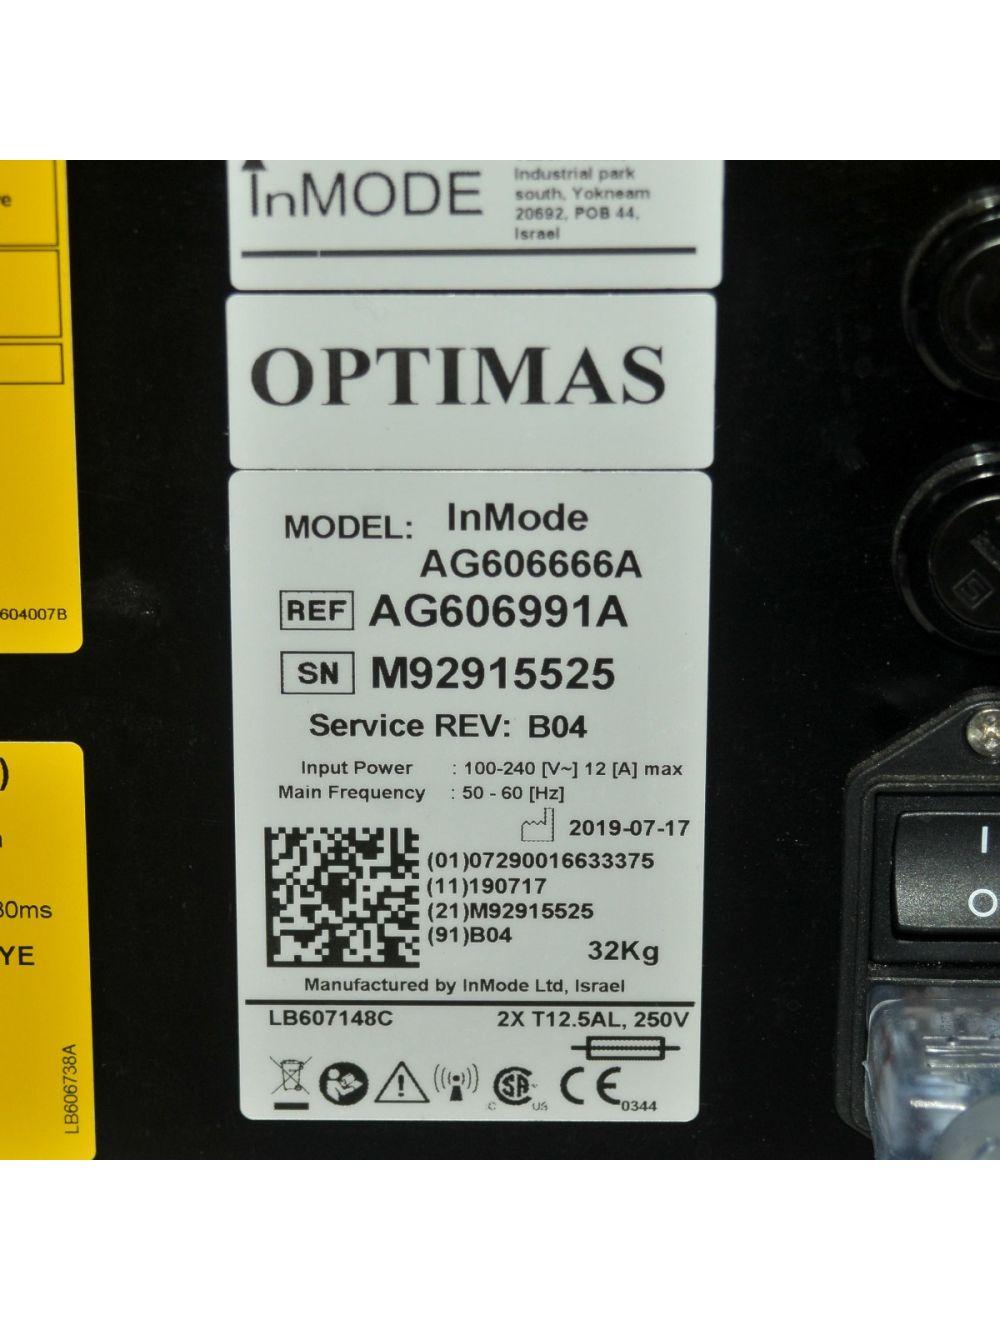 InMODE
Industrial park
south, Yokneam
20692, POB 44,
Israel
OPTIMAS
MODEL: InMode
AG606666A
REF AG606991A
SN M92915525
Service REV: B04
Input Power : 100-240 [V~] 12 [A] max
Main Frequency : 50 - 60 [Hz]
2019-07-17
(01)07290016633375
(11)190717
(21)M92915525
(91)B04
32Kg
Manufactured by InMode Ltd, Israel
LB607148C 2X T12.5AL, 250V
C SA US
CE 0344
604007B
YE
LB606738A
I
O